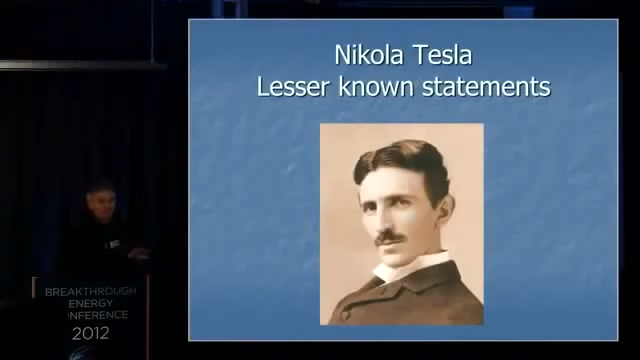 Nikola Tesla
Lesser known statements
BREAKTHROUGH
ENERGY
CONFERENCE
2012